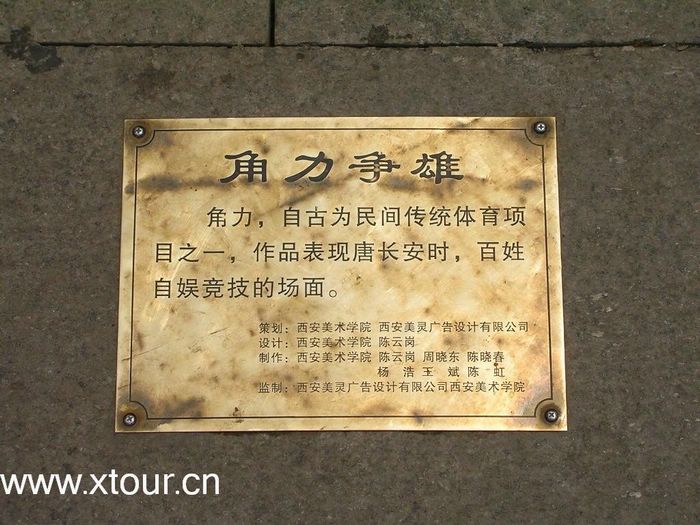 角力争雄
角力，自古为民间传统体育项
目之一，作品表现唐长安时，百姓
自娱竞技的场面。
策划：西安美术学院 西安美灵广告设计有限公司
设计：西安美术学院 陈云岗
制作：西安美术学院 陈云岗 周晓东 陈晓春
杨 浩 王 斌 陈 虹
监制：西安美灵广告设计有限公司西安美术学院
www.xtour.cn